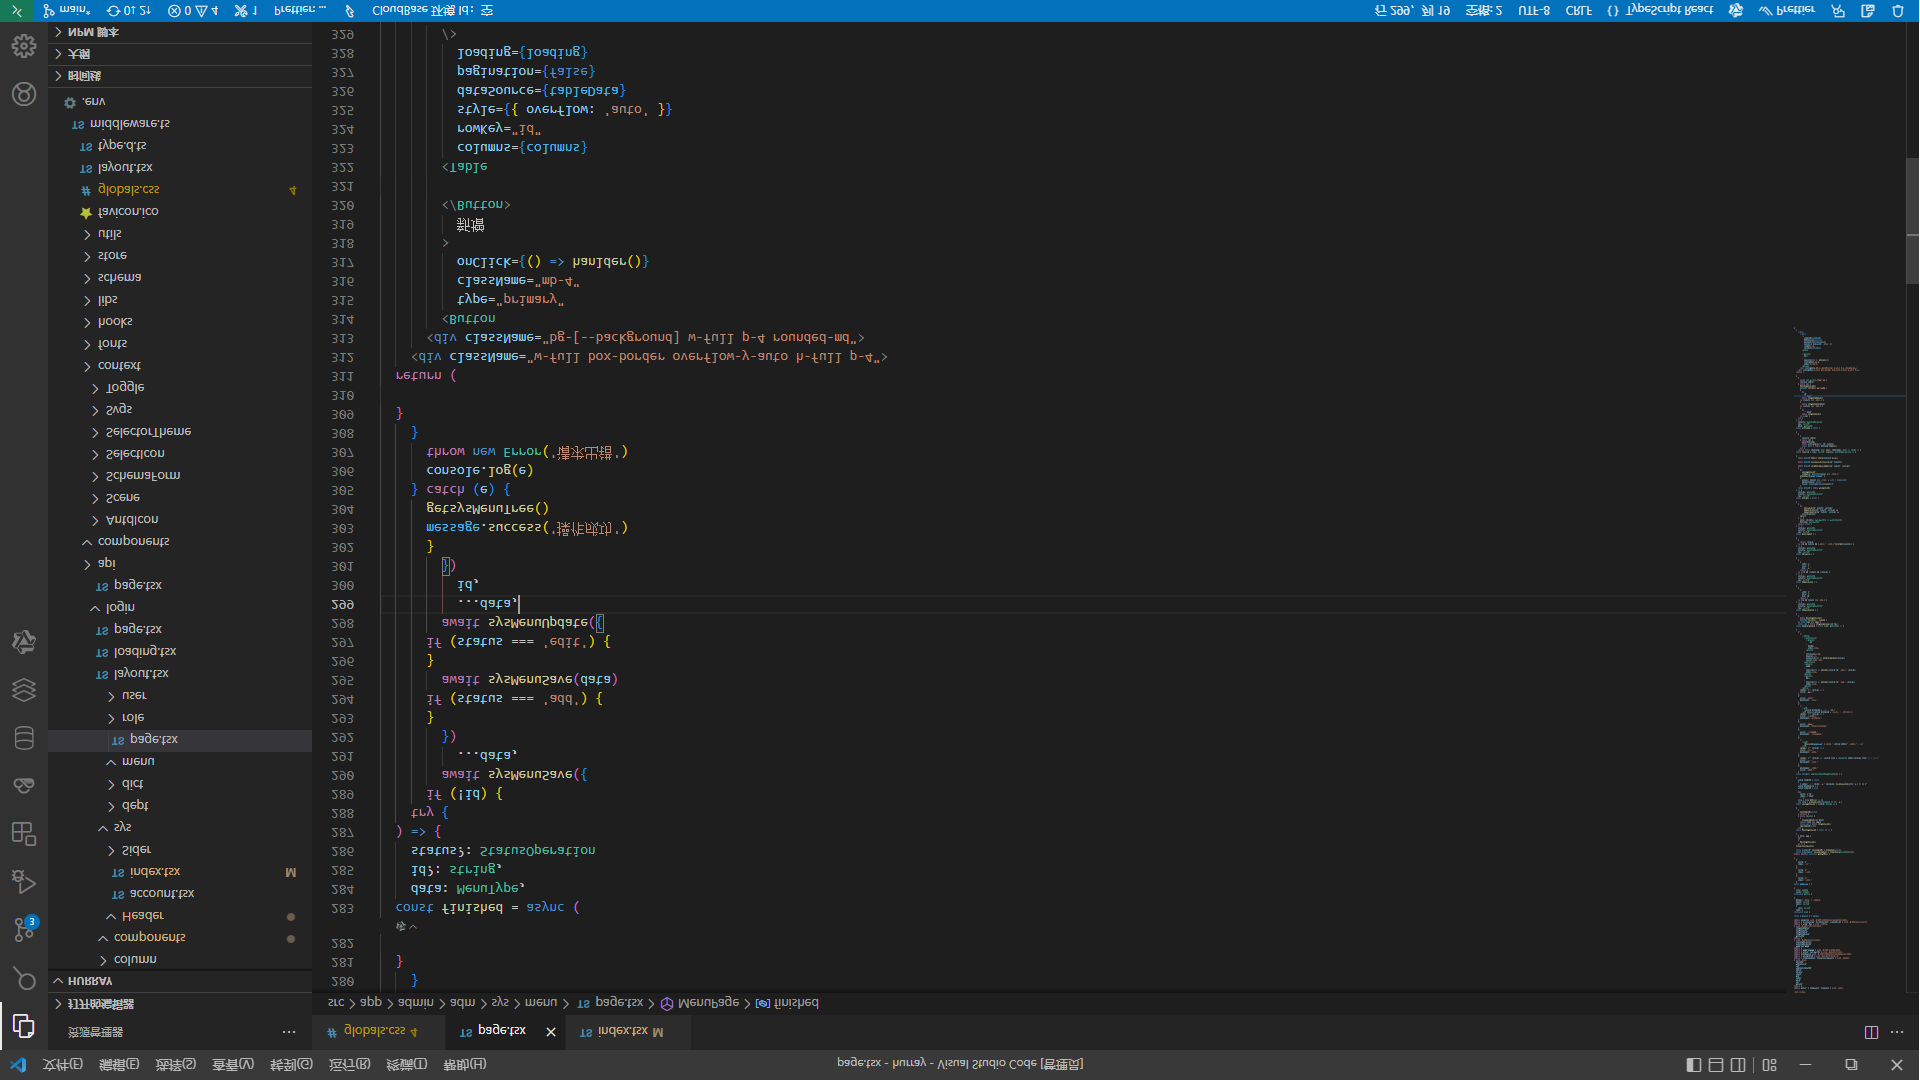 文件(F) 编辑(E) 选择(S) 查看(V) 转到(G) 运行(R) 终端(T) 帮助(H)
page.tsx - hurray - Visual Studio Code [管理员]
资源管理器
globals.css 4
page.tsx
index.tsx M
src > app > admin > adm > sys > menu > page.tsx > MenuPage > finished
打开的编辑器
HURRAY
column
components
Header
account.tsx
index.tsx M
Sider
sys
dept
dict
menu
page.tsx
role
user
layout.tsx
loading.tsx
page.tsx
login
page.tsx
api
components
AntdIcon
Scene
SchemaForm
SelectIcon
SelectorTheme
Svgs
Toggle
context
fonts
hooks
libs
schema
store
utils
favicon.ico
globals.css 4
layout.tsx
type.d.ts
middleware.ts
.env
时间线
大纲
NPM 脚本
3
280 }
281 }
282
283 const finished = async (
284 data: MenuType,
285 id?: string,
286 status?: StatusOperation
287 ) => {
288 try {
289 if (!id) {
290 await sysMenuSave({
291 ...data,
292 })
293 }
294 if (status === 'add') {
295 await sysMenuSave(data)
296 }
297 if (status === 'edit') {
298 await sysMenuUpdate({
299 ...data,
300 id,
301 })
302 }
303 message.success('操作成功')
304 getsysMenuTree()
305 } catch (e) {
306 console.log(e)
307 throw new Error('请求出错')
308 }
309 }
310
311 return (
312 <div className="w-full box-border overflow-y-auto h-full p-4">
313 <div className="bg-[--background] w-full p-4 rounded-md">
314 <Button
315 type="primary"
316 className="mb-4"
317 onClick={() => hanlder()}
318 >
319 新增
320 </Button>
321
322 <Table
323 columns={columns}
324 rowKey="id"
325 style={{ overflow: 'auto' }}
326 dataSource={tableData}
327 pagination={false}
328 loading={loading}
329 />
main* 0↓ 2↑ 0 4 1 Prettier: ... CloudBase 环境 Id：空
行 299，列 19 空格: 2 UTF-8 CRLF {} TypeScript React Prettier